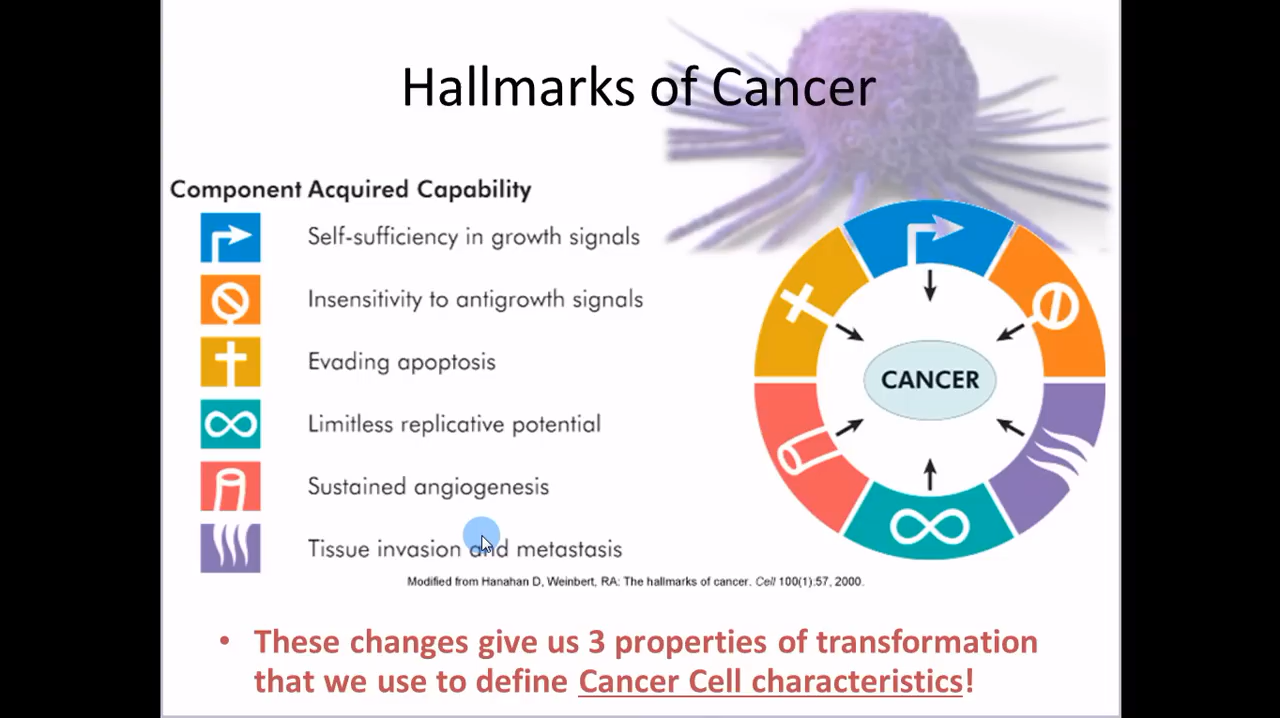 Hallmarks of Cancer
Component Acquired Capability
Self-sufficiency in growth signals
Insensitivity to antigrowth signals
Evading apoptosis
Limitless replicative potential
Sustained angiogenesis
Tissue invasion and metastasis
CANCER
Modified from Hanahan D, Weinbert, RA: The hallmarks of cancer. Cell 100(1):57, 2000.
• These changes give us 3 properties of transformation
that we use to define Cancer Cell characteristics!